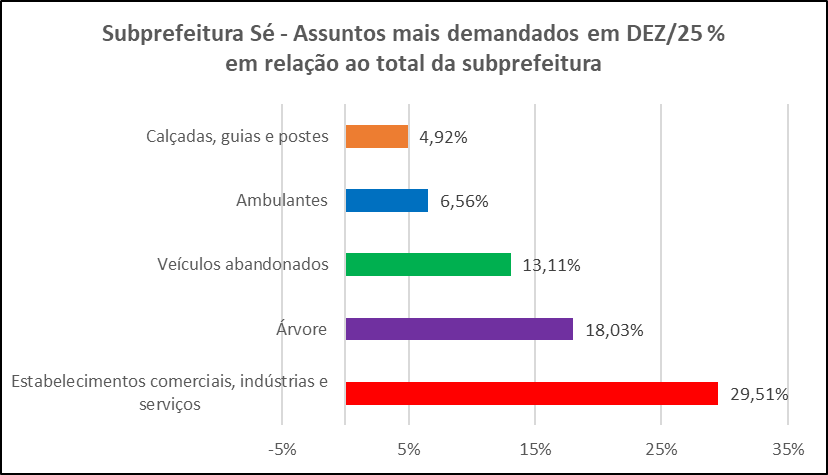 Subprefeitura Sé - Assuntos mais demandados em DEZ/25 %
em relação ao total da subprefeitura
Calçadas, guias e postes
4,92%
Ambulantes
6,56%
Veículos abandonados
13,11%
Árvore
18,03%
Estabelecimentos comerciais, indústrias e
serviços
29,51%
-5%
5%
15%
25%
35%